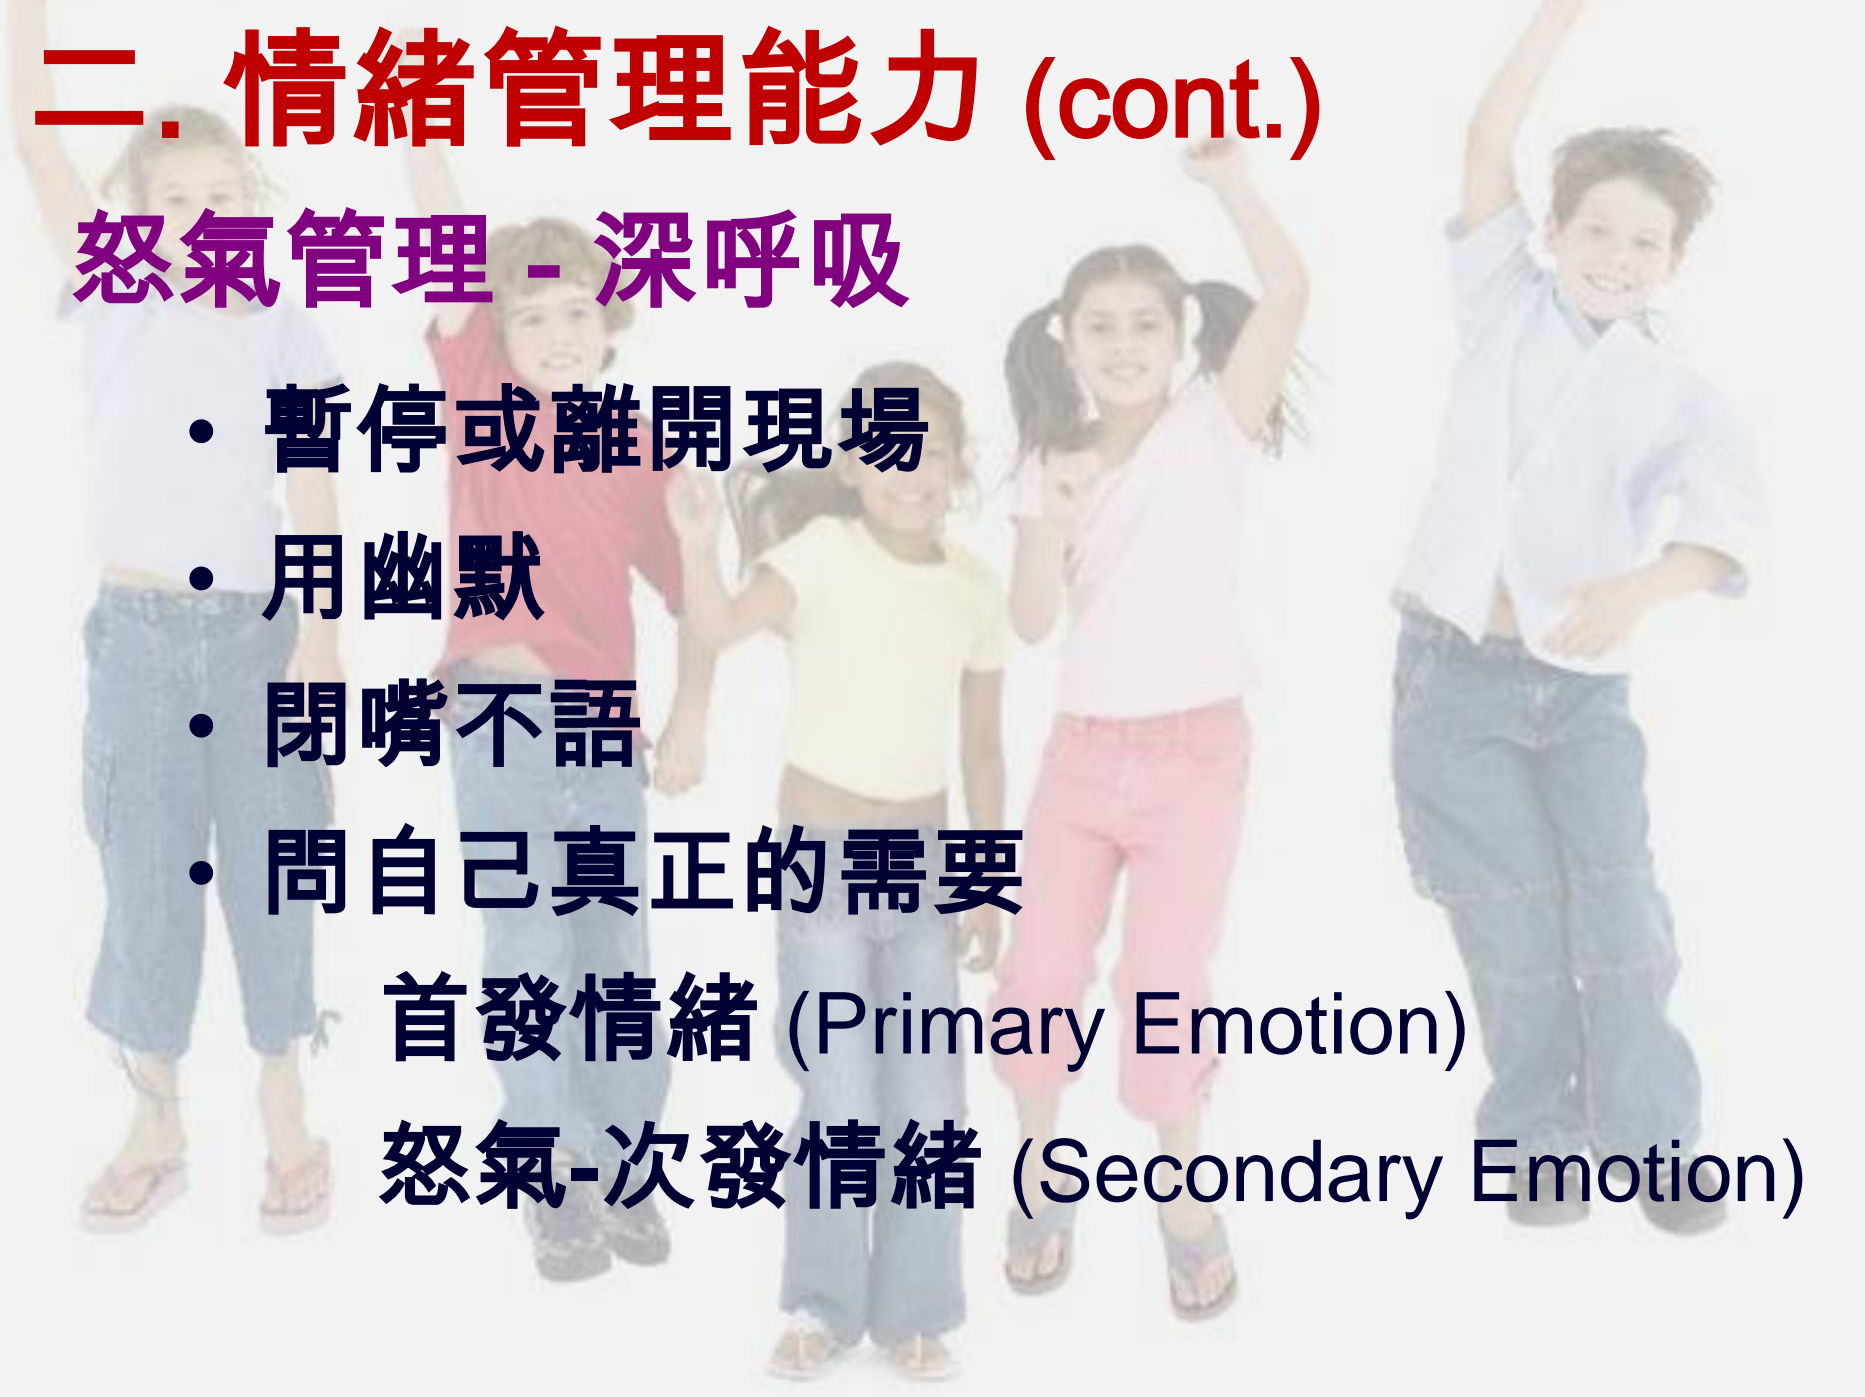 二. 情緒管理能力 (cont.)
怒氣管理 - 深呼吸
• 暫停或離開現場
• 用幽默
• 閉嘴不語
• 問自己真正的需要
首發情緒 (Primary Emotion)
怒氣-次發情緒 (Secondary Emotion)